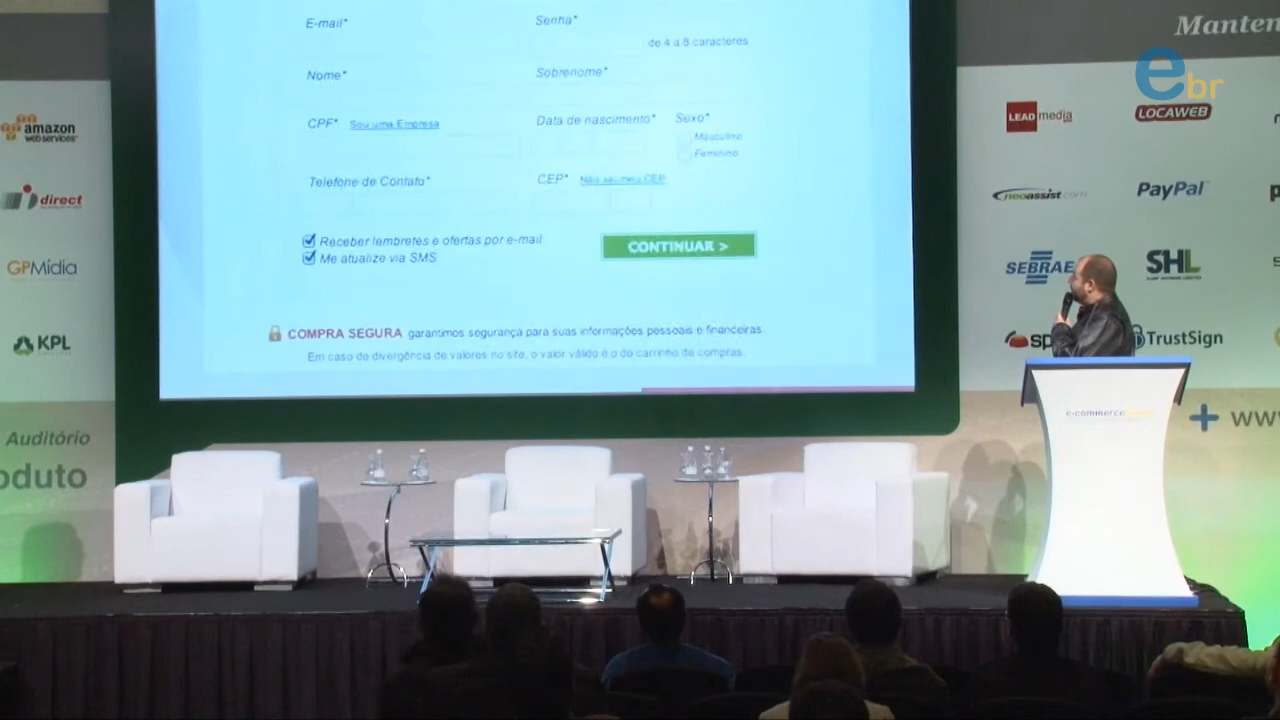 Manten
ebr
amazon
web services
direct
GPMídia
KPL
Auditório
oduto
E-mail*
Senha*
de 4 a 8 caracteres
Nome*
Sobrenome*
CPF* Sou uma Empresa
Data de nascimento*
Sexo*
Masculino
Feminino
Telefone de Contato*
CEP* Não sei meu CEP
Receber lembretes e ofertas por e-mail
Me atualize via SMS
CONTINUAR >
COMPRA SEGURA garantimos segurança para suas informações pessoais e financeiras.
Em caso de divergência de valores no site, o valor válido é o do carrinho de compras.
LEAD media
LOCAWEB
neoassist.com
PayPal
SEBRAE
SHL
sp
TrustSign
e-commerce
+ www